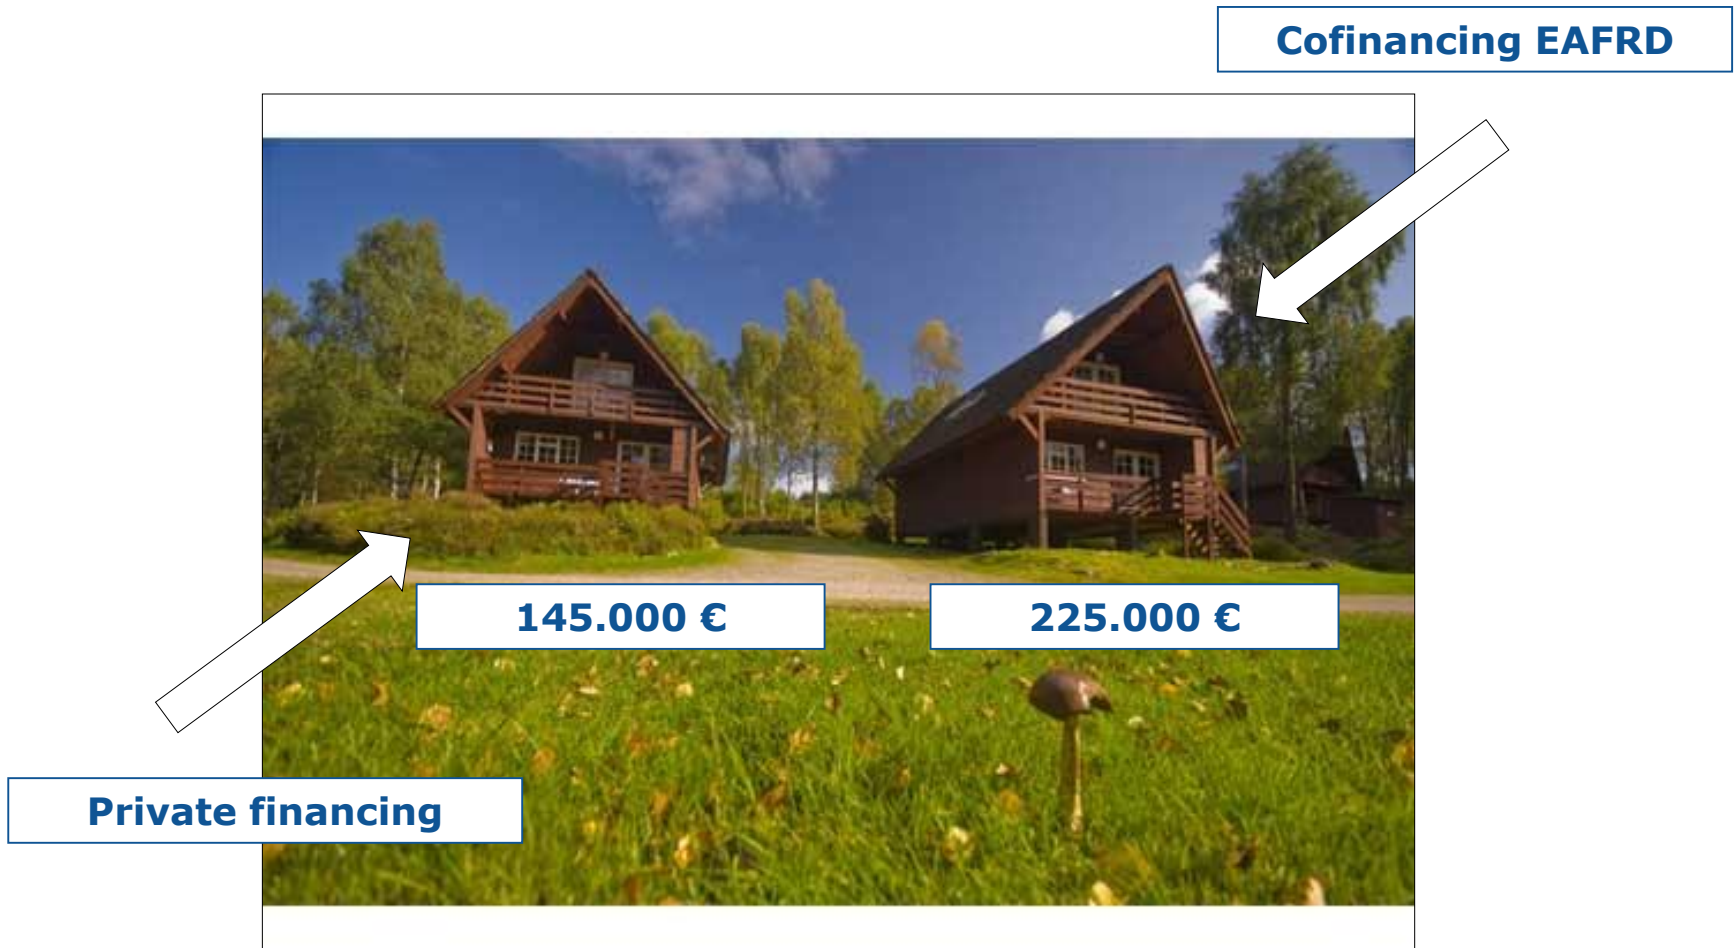 Cofinancing EAFRD
145.000 €
225.000 €
Private financing